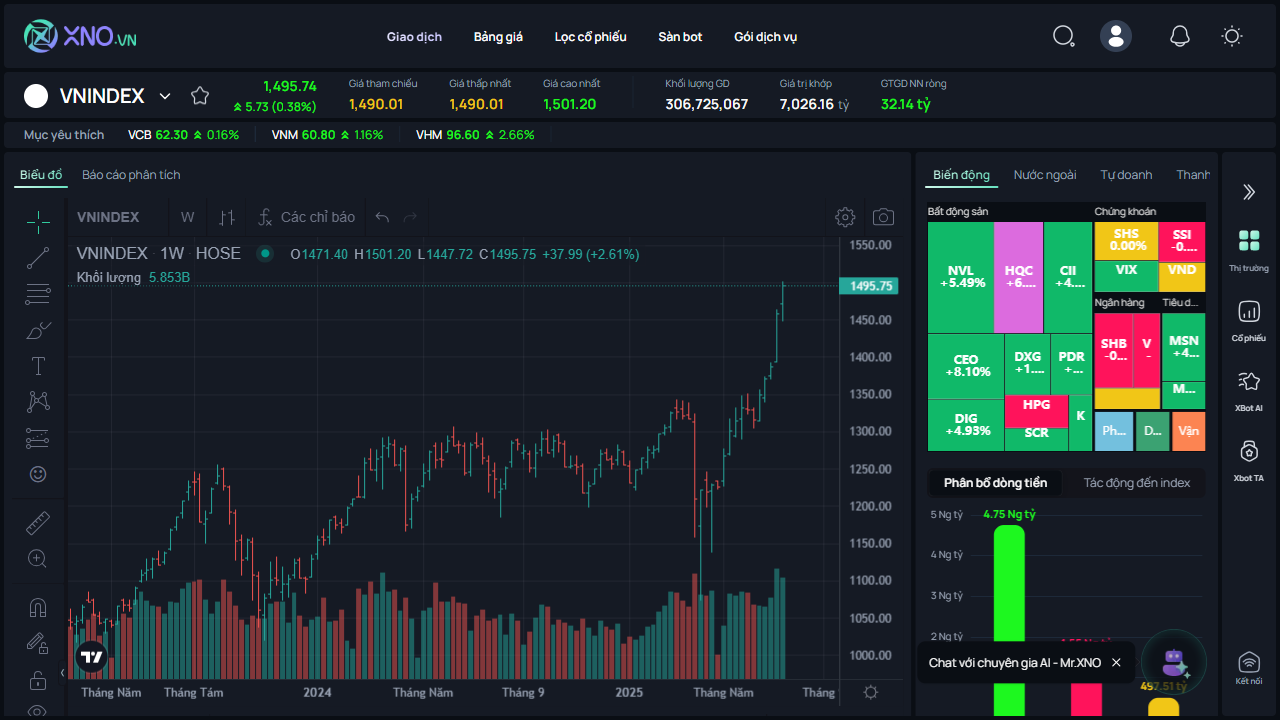 XNO.VN
Giao dịch
Bảng giá
Lọc cổ phiếu
Sàn bot
Gói dịch vụ
VNINDEX
1,495.74
5.73 (0.38%)
Giá tham chiếu
1,490.01
Giá thấp nhất
1,490.01
Giá cao nhất
1,501.20
Khối lượng GD
306,725,067
Giá trị khớp
7,026.16 tỷ
GTGD NN ròng
32.14 tỷ
Mục yêu thích
VCB 62.30 0.16%
VNM 60.80 1.16%
VHM 96.60 2.66%
Biểu đồ
Báo cáo phân tích
VNINDEX
W
Các chỉ báo
VNINDEX · 1W · HOSE
O1471.40 H1501.20 L1447.72 C1495.75 +37.99 (+2.61%)
Khối lượng 5.853B
1550.00
1495.75
1450.00
1400.00
1350.00
1300.00
1250.00
1200.00
1150.00
1100.00
1050.00
1000.00
Tháng Năm
Tháng Tám
2024
Tháng Năm
Tháng 9
2025
Tháng Năm
Tháng
Biến động
Nước ngoài
Tự doanh
Thanh
Bất động sản
NVL
+5.49%
HQC
+6....
CII
+4....
CEO
+8.10%
DXG
+1....
PDR
+...
DIG
+4.93%
HPG
SCR
K
Chứng khoán
SHS
0.00%
SSI
-0....
VIX
VND
Ngân hàng
SHB
-0...
V
-
Tiêu d...
MSN
+4...
M...
Ph...
D...
Vận
Phân bổ dòng tiền
Tác động đến index
5 Ng tỷ
4.75 Ng tỷ
4 Ng tỷ
3 Ng tỷ
2 Ng tỷ
497.51 tỷ
Chat với chuyên gia AI - Mr.XNO
Thị trường
Cổ phiếu
XBot AI
Xbot TA
Kết nối